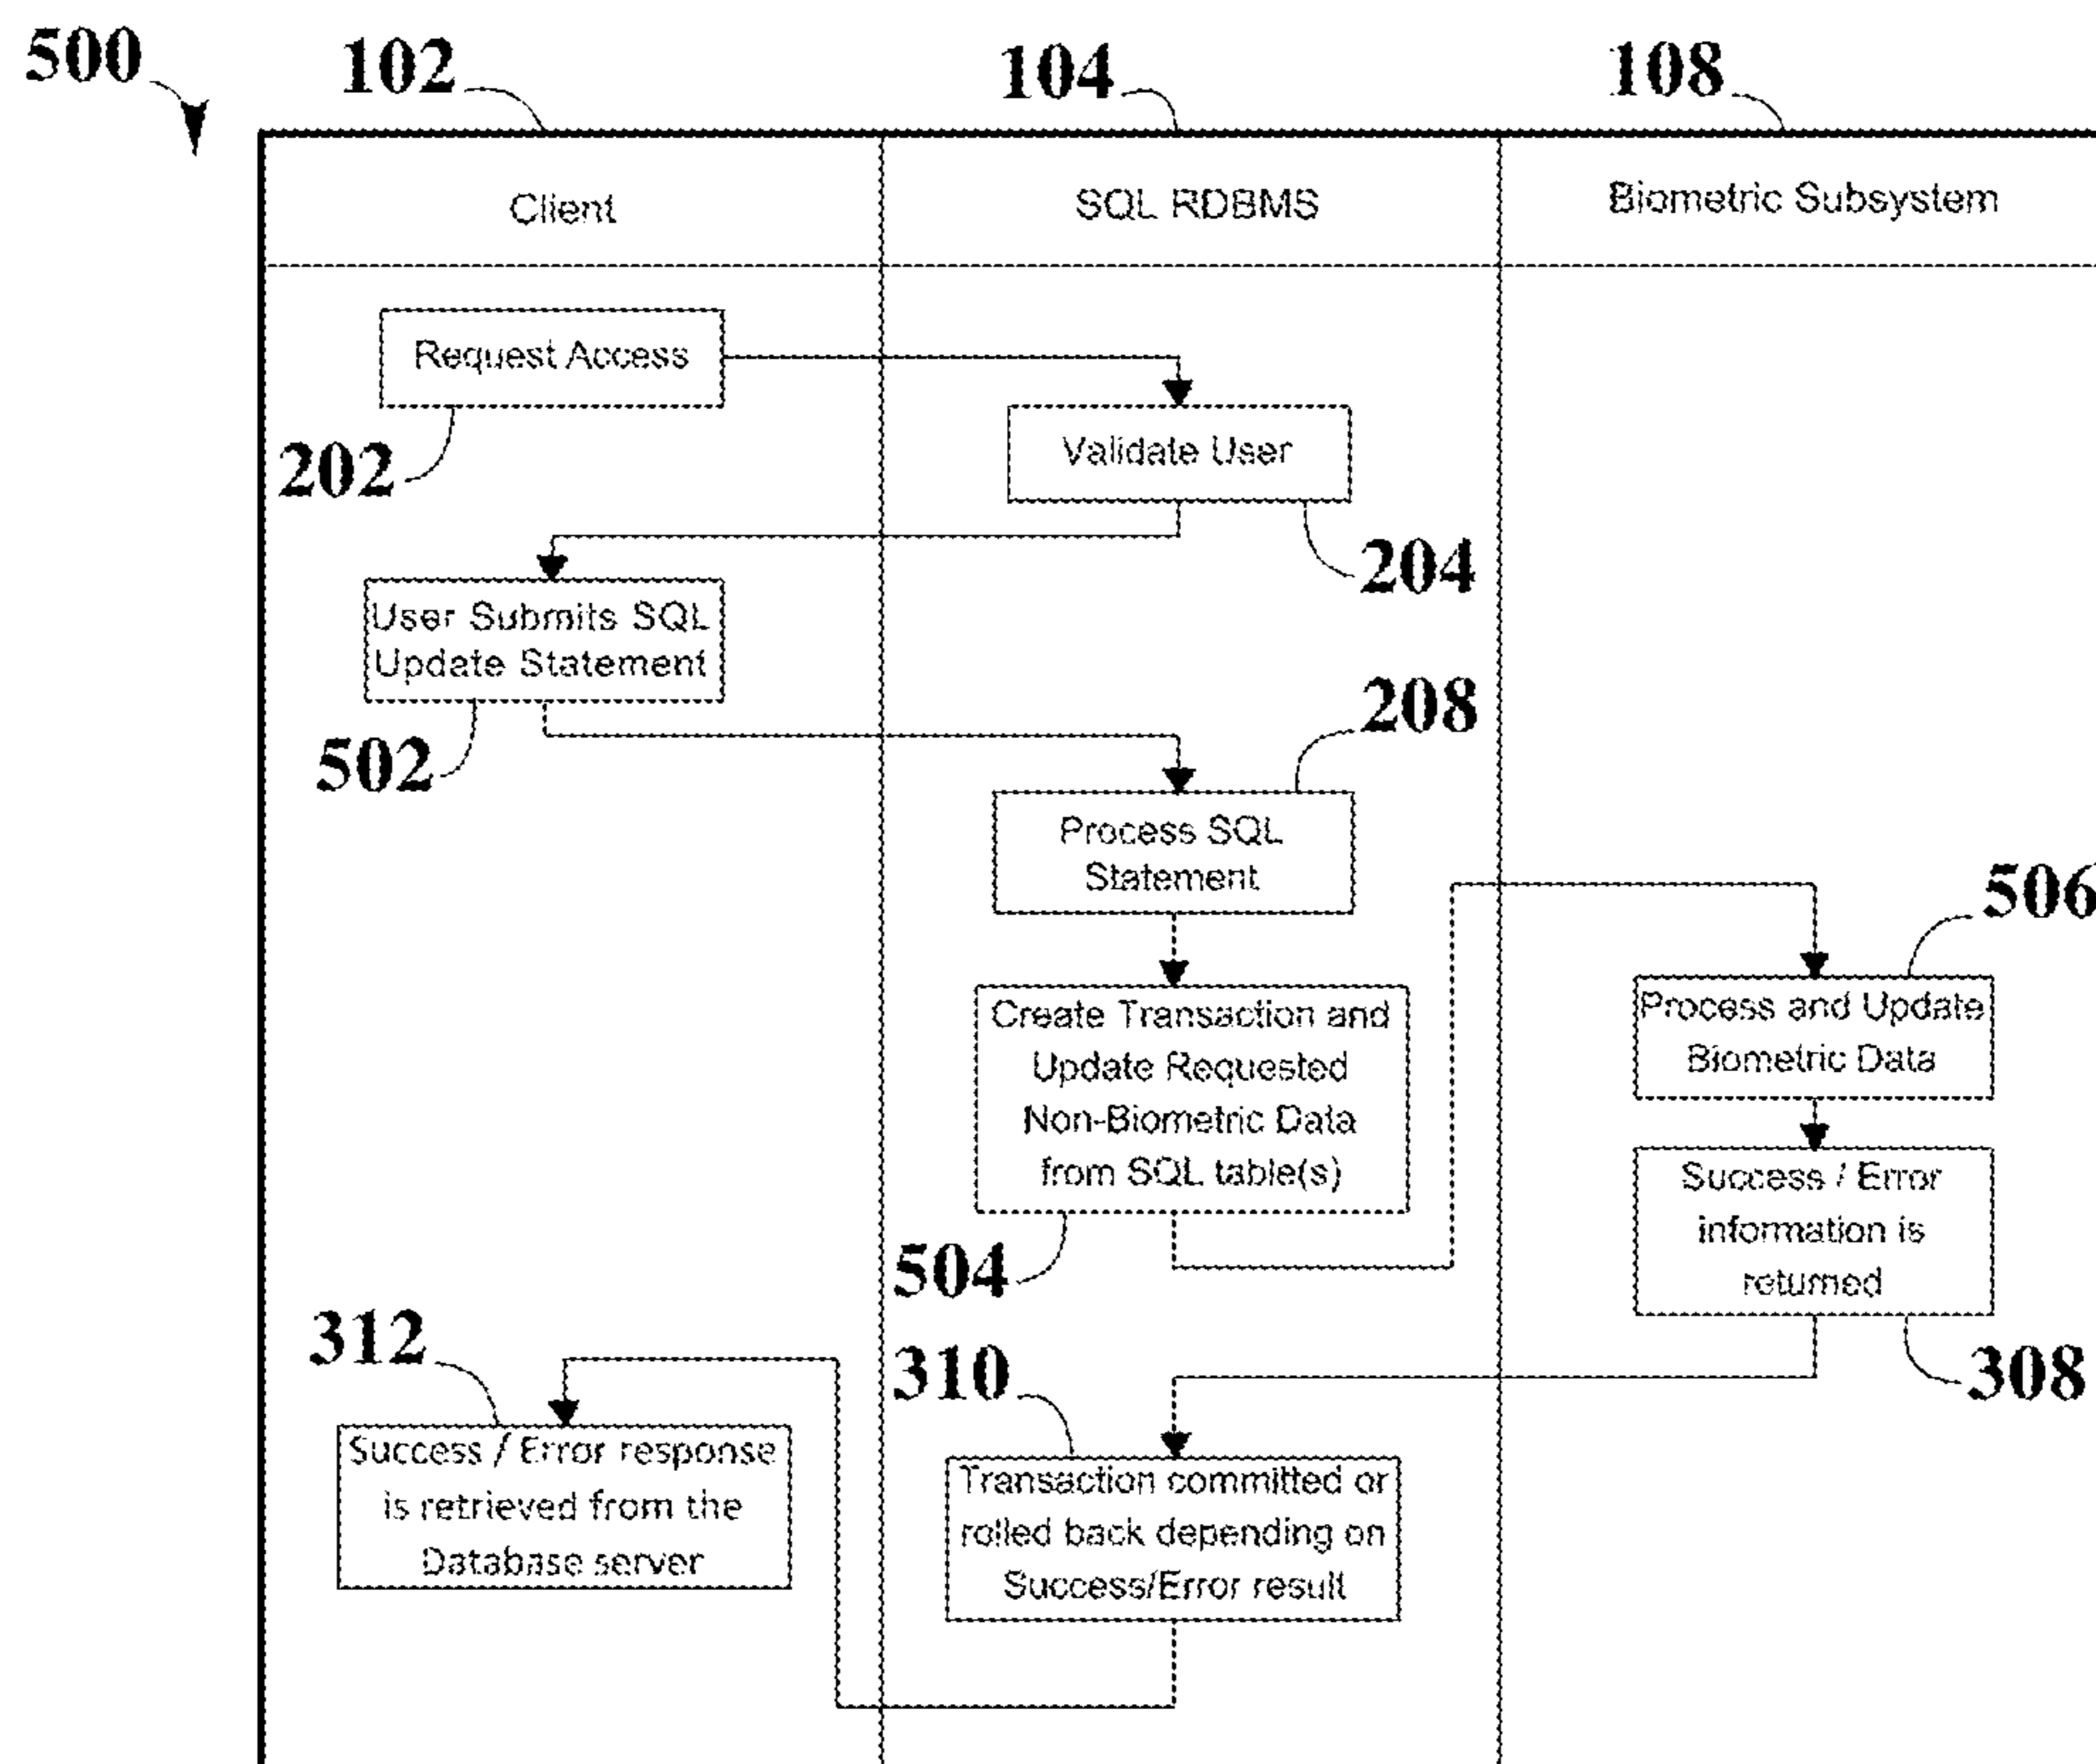 500
102
104
108
Client
SQL RDBMS
Biometric Subsystem
Request Access
202
Validate User
204
User Submits SQL
Update Statement
502
208
Process SQL
Statement
506
Create Transaction and
Update Requested
Non-Biometric Data
from SQL table(s)
504
Process and Update
Biometric Data
Success / Error
information is
returned
308
310
Transaction committed or
rolled back depending on
Success/Error result
312
Success / Error response
is retrieved from the
Database server